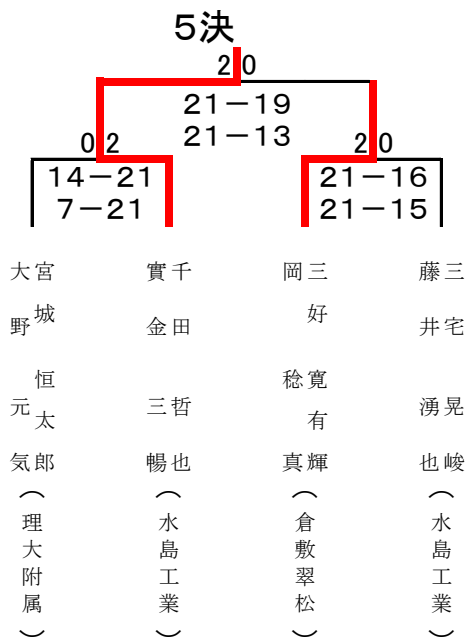 5決
2 0
21－19
21－13
0 2
14－21
7－21
2 0
21－16
21－15
宮城 恒太郎
大野 元気
（理大附属）
千田 哲也
實金 三暢
（水島工業）
三好 寛有輝
岡 稔真
（倉敷翠松）
三宅 晃峻
藤井 湧也
（水島工業）